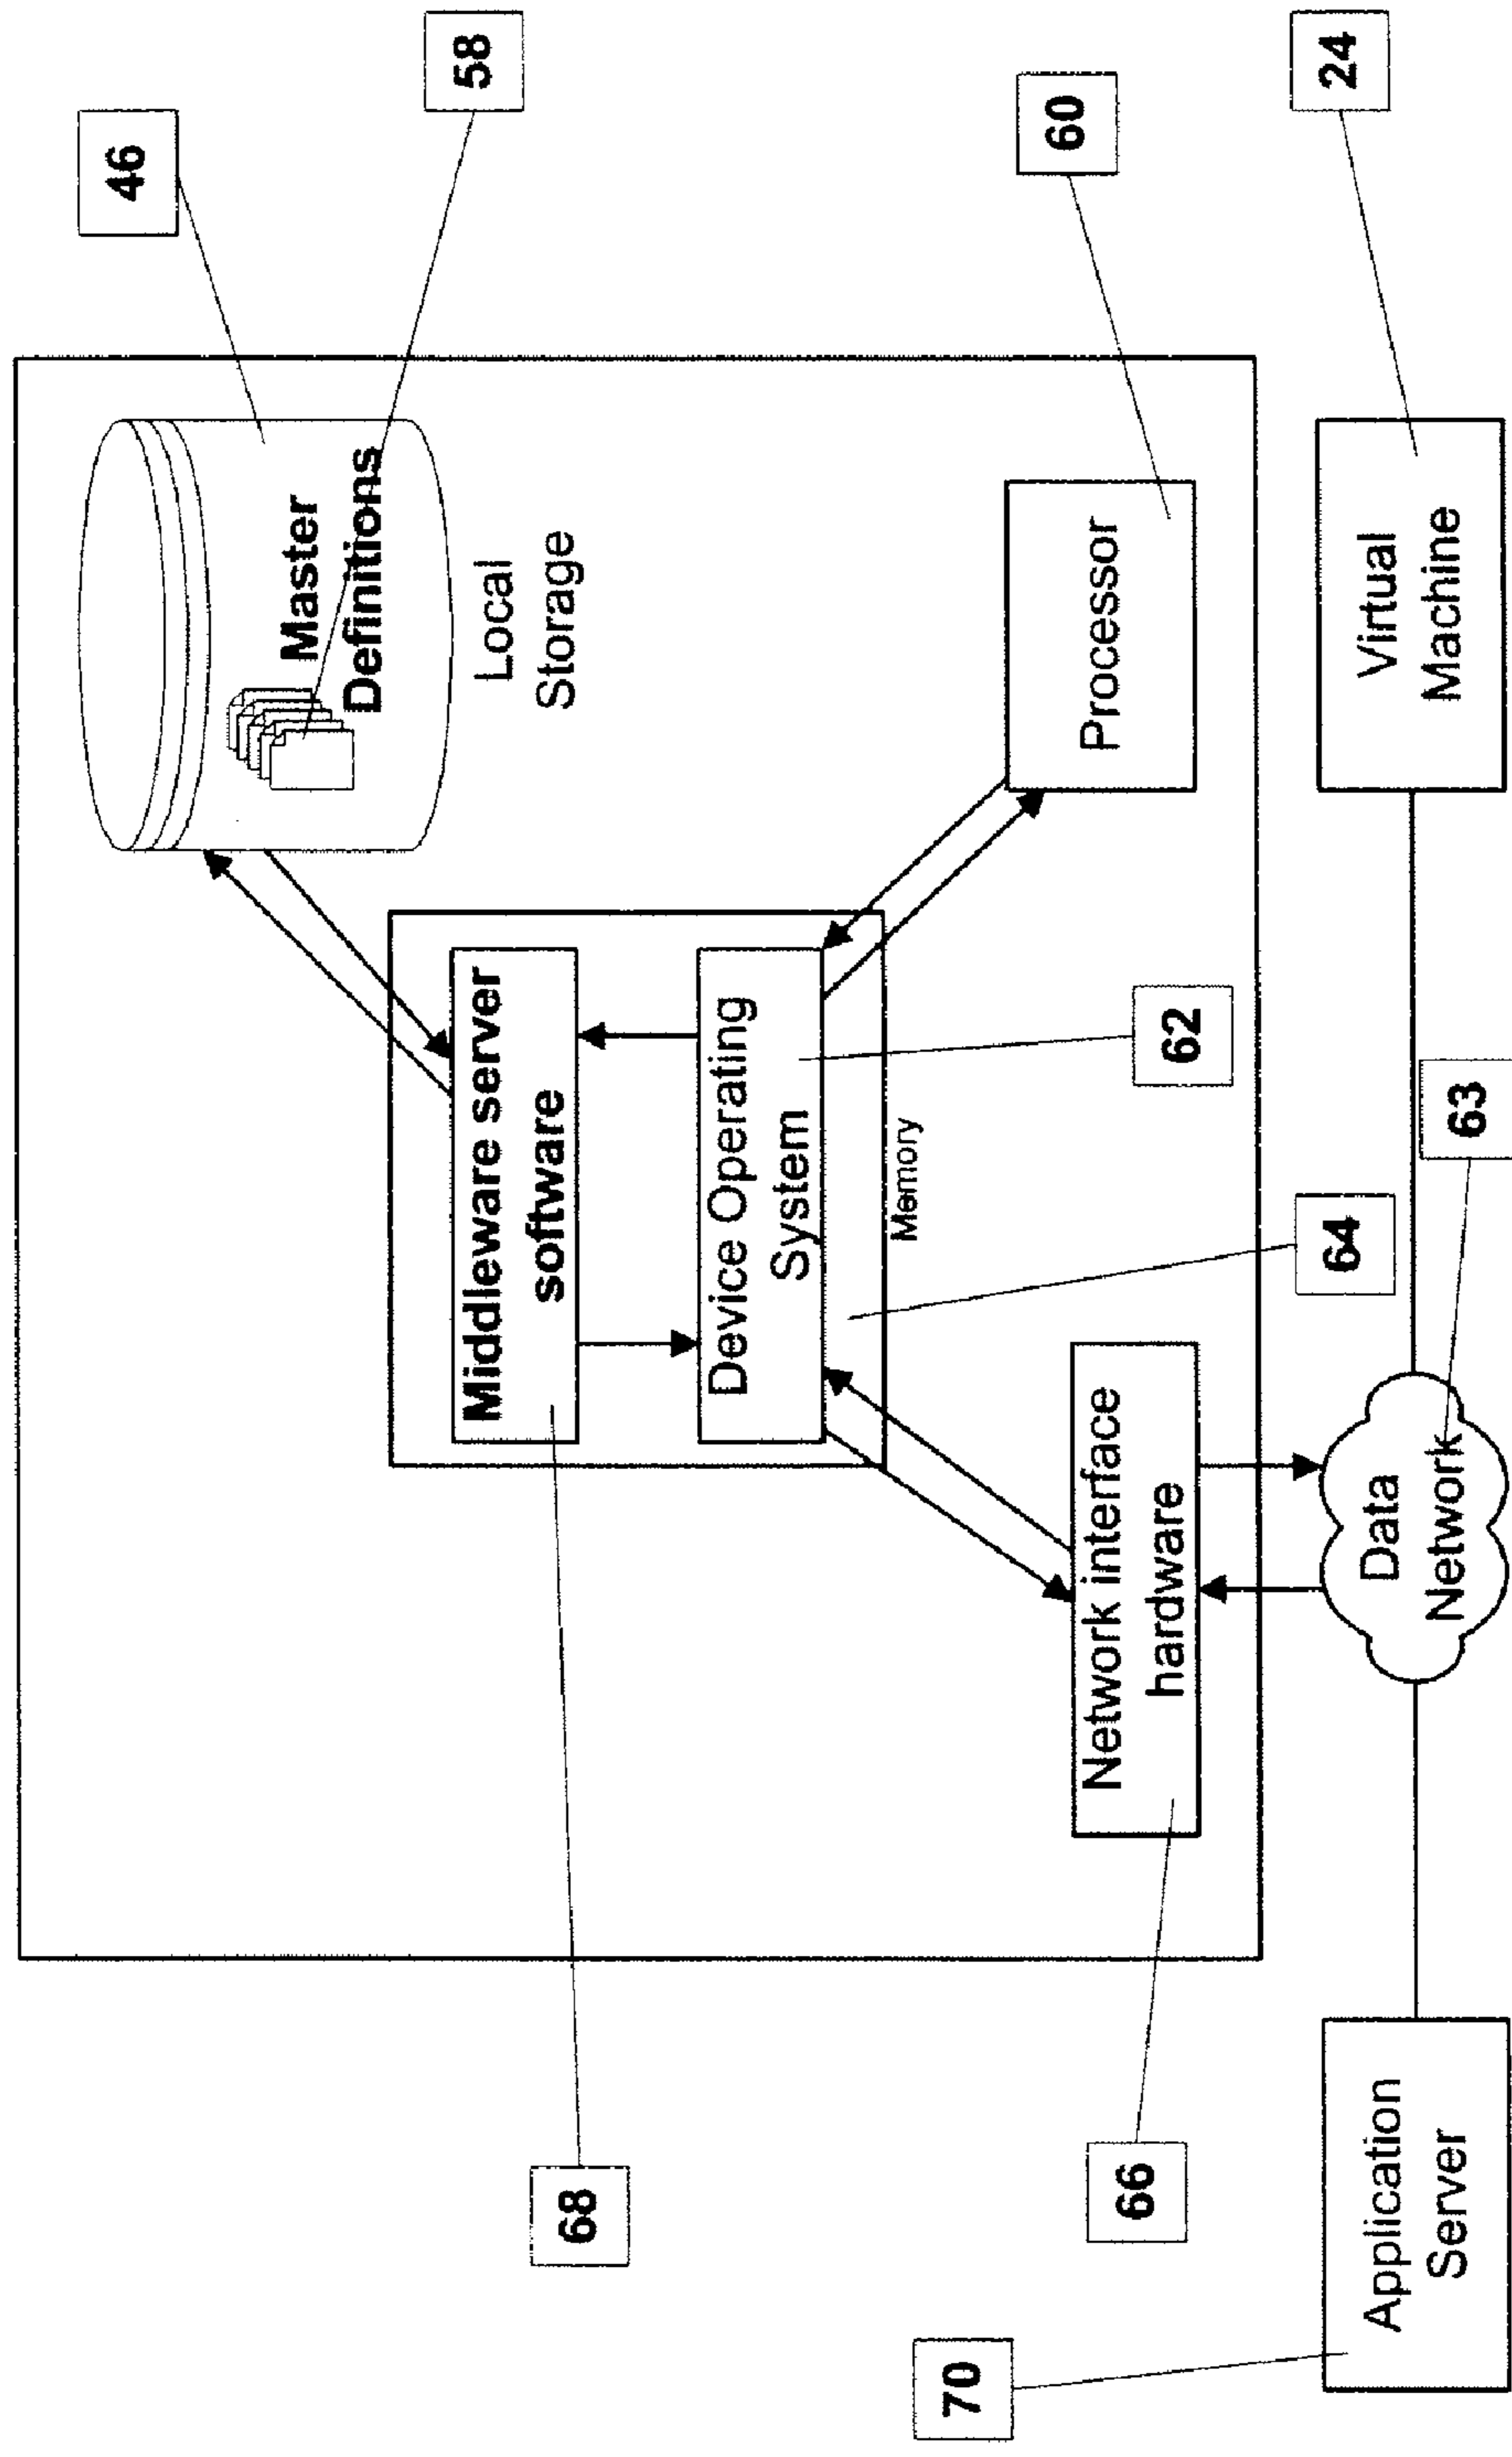 46
Master
Definitions
58
Local
Storage
Middleware server
software
68
Device Operating
System
Memory
70
60
Processor
Network interface
hardware
66
62
64
24
Application
Server
Data
Network
63
Virtual
Machine